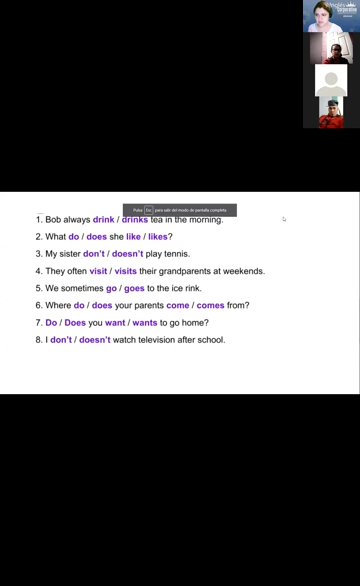 Inglés
Corporativo
Pulsa Esc para salir del modo de pantalla completa
1. Bob always drink / drinks tea in the morning.
2. What do / does she like / likes?
3. My sister don't / doesn't play tennis.
4. They often visit / visits their grandparents at weekends.
5. We sometimes go / goes to the ice rink.
6. Where do / does your parents come / comes from?
7. Do / Does you want / wants to go home?
8. I don't / doesn't watch television after school.